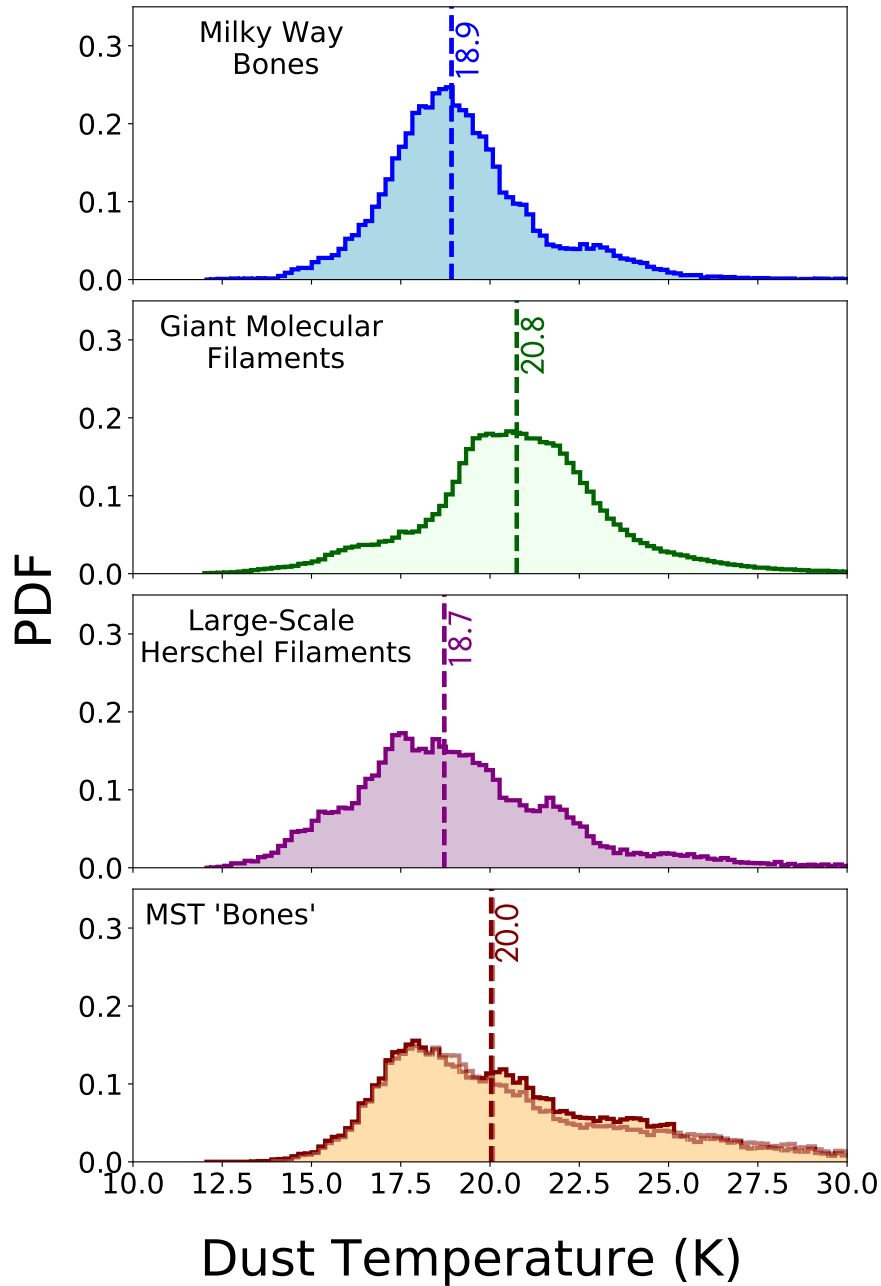 0.3
0.2
0.1
0.0
Milky Way
Bones
18.9
0.3
0.2
0.1
0.0
Giant Molecular
Filaments
20.8
0.3
0.2
0.1
0.0
Large-Scale
Herschel Filaments
18.7
0.3
0.2
0.1
0.0
MST 'Bones'
20.0
10.0 12.5 15.0 17.5 20.0 22.5 25.0 27.5 30.0
PDF
Dust Temperature (K)